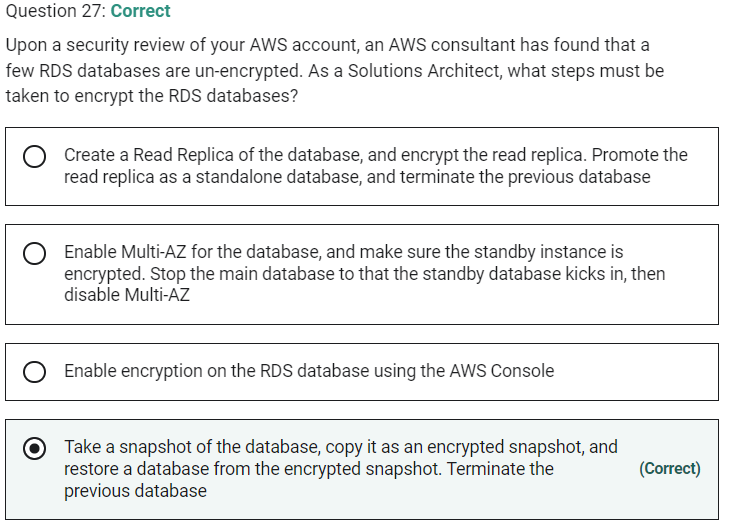 Question 27: Correct
Upon a security review of your AWS account, an AWS consultant has found that a
few RDS databases are un-encrypted. As a Solutions Architect, what steps must be
taken to encrypt the RDS databases?
Create a Read Replica of the database, and encrypt the read replica. Promote the
read replica as a standalone database, and terminate the previous database
Enable Multi-AZ for the database, and make sure the standby instance is
encrypted. Stop the main database to that the standby database kicks in, then
disable Multi-AZ
Enable encryption on the RDS database using the AWS Console
Take a snapshot of the database, copy it as an encrypted snapshot, and
restore a database from the encrypted snapshot. Terminate the
previous database
(Correct)